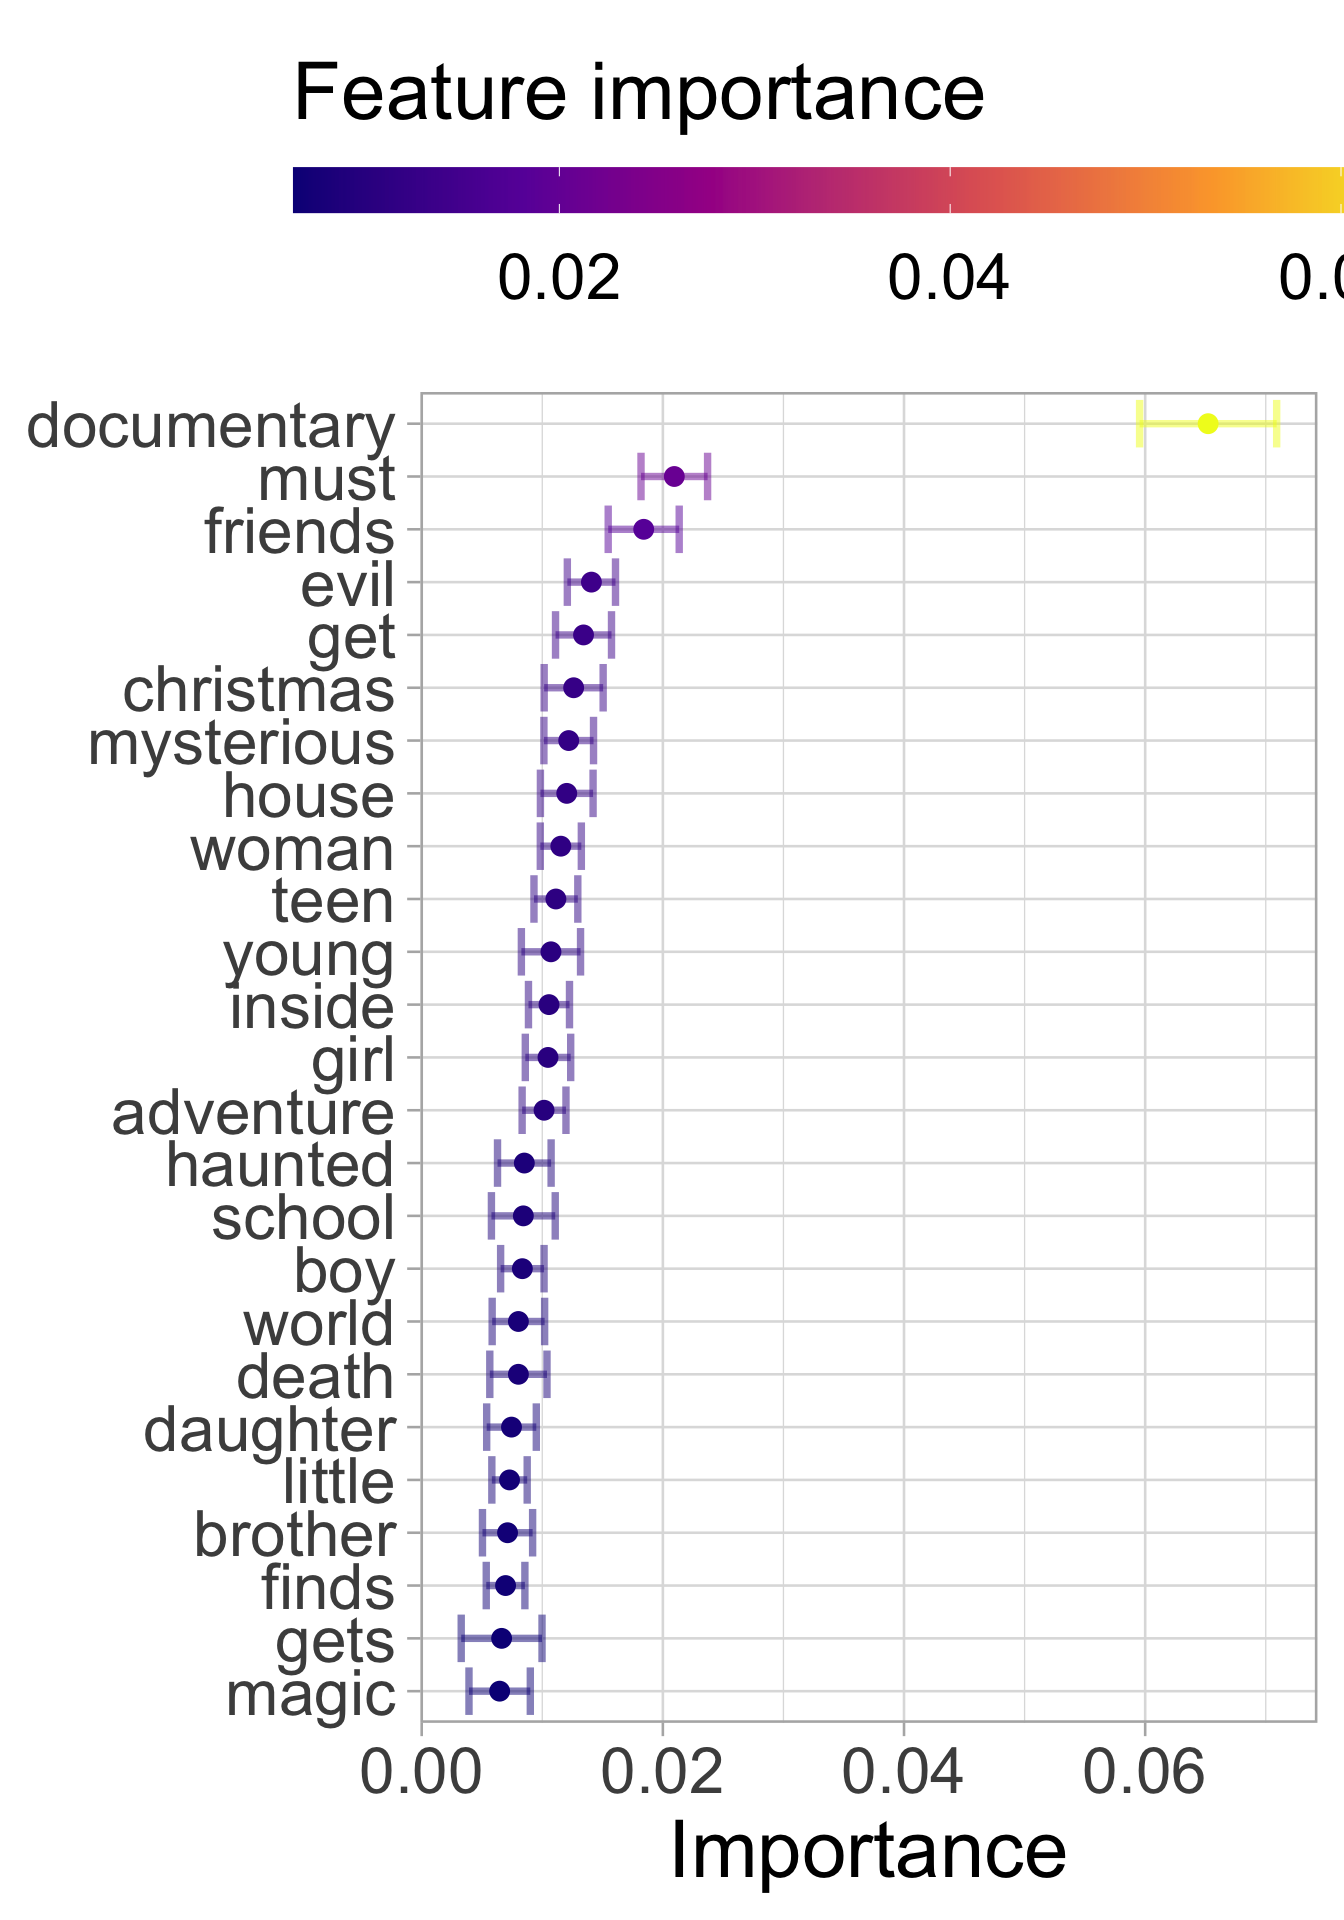 Feature importance
0.02 0.04 0.0
documentary
must
friends
evil
get
christmas
mysterious
house
woman
teen
young
inside
girl
adventure
haunted
school
boy
world
death
daughter
little
brother
finds
gets
magic
0.00 0.02 0.04 0.06
Importance